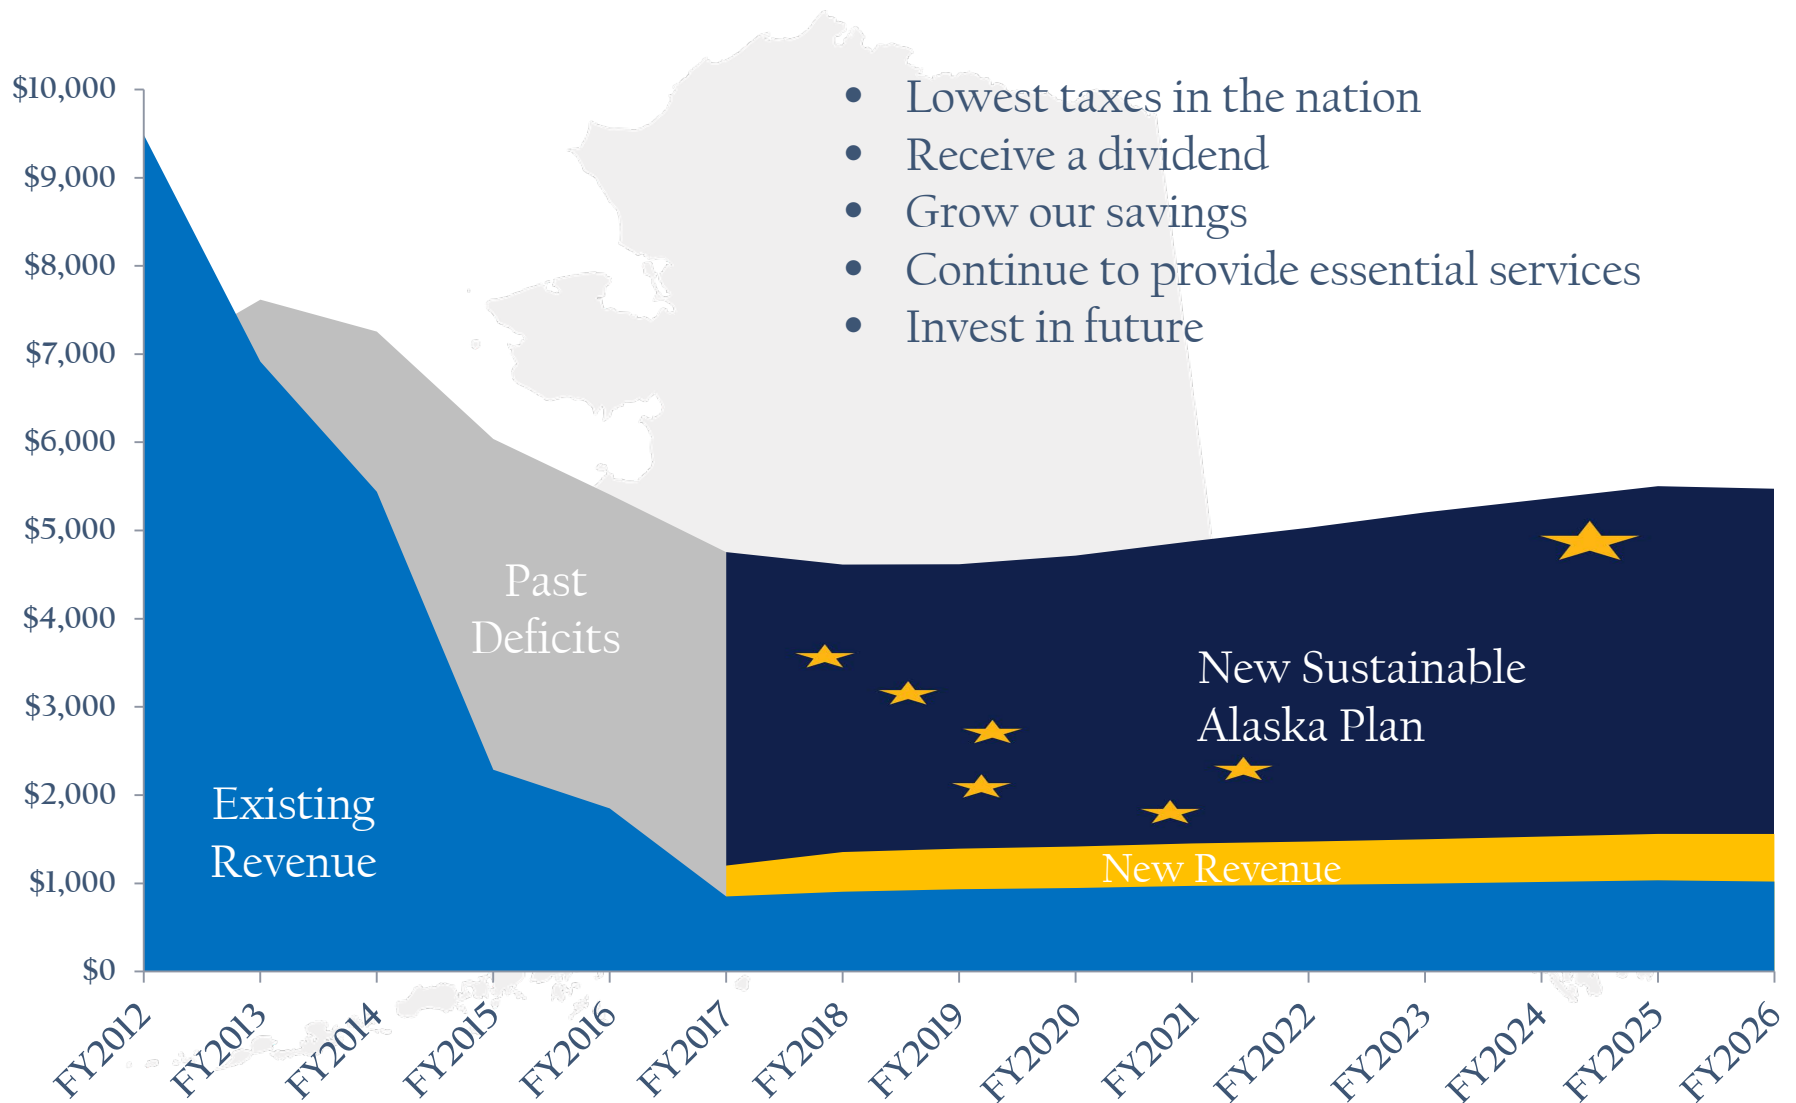 • Lowest taxes in the nation
• Receive a dividend
• Grow our savings
• Continue to provide essential services
• Invest in future
$10,000
$9,000
$8,000
$7,000
$6,000
$5,000
$4,000
$3,000
$2,000
$1,000
$0
Past
Deficits
New Sustainable
Alaska Plan
Existing
Revenue
New Revenue
FY2012
FY2013
FY2014
FY2015
FY2016
FY2017
FY2018
FY2019
FY2020
FY2021
FY2022
FY2023
FY2024
FY2025
FY2026